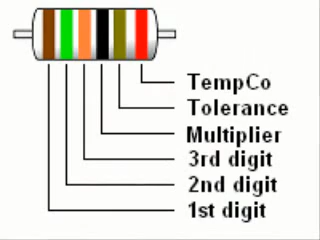 TempCo
Tolerance
Multiplier
3rd digit
2nd digit
1st digit